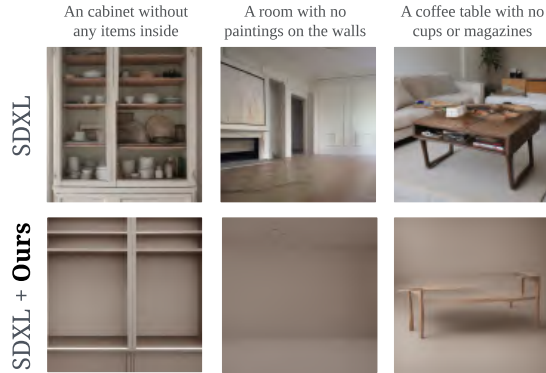 An cabinet without
any items inside
A room with no
paintings on the walls
A coffee table with no
cups or magazines
SDXL
SDXL + Ours